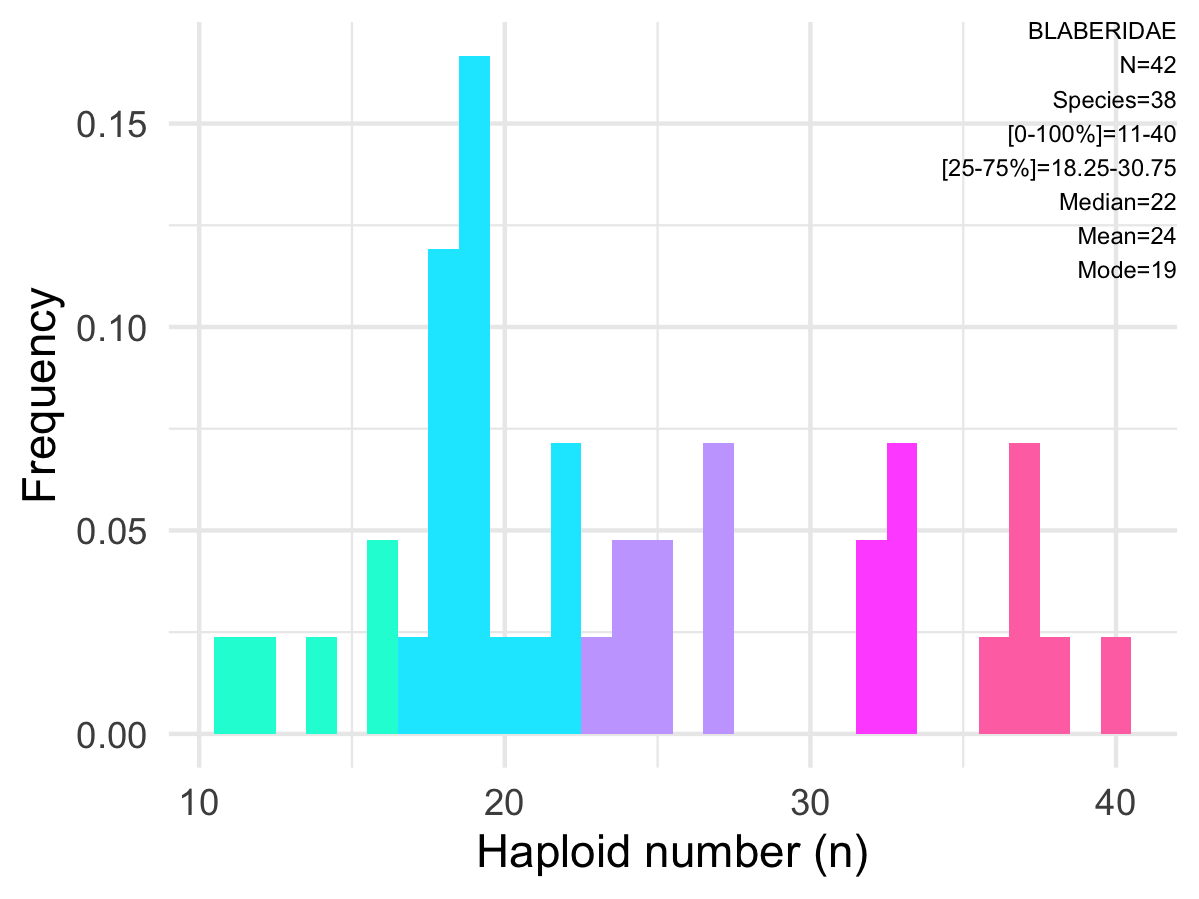 BLABERIDAE
N=42
Species=38
[0-100%]=11-40
[25-75%]=18.25-30.75
Median=22
Mean=24
Mode=19
Frequency
0.15
0.10
0.05
0.00
10 20 30 40
Haploid number (n)